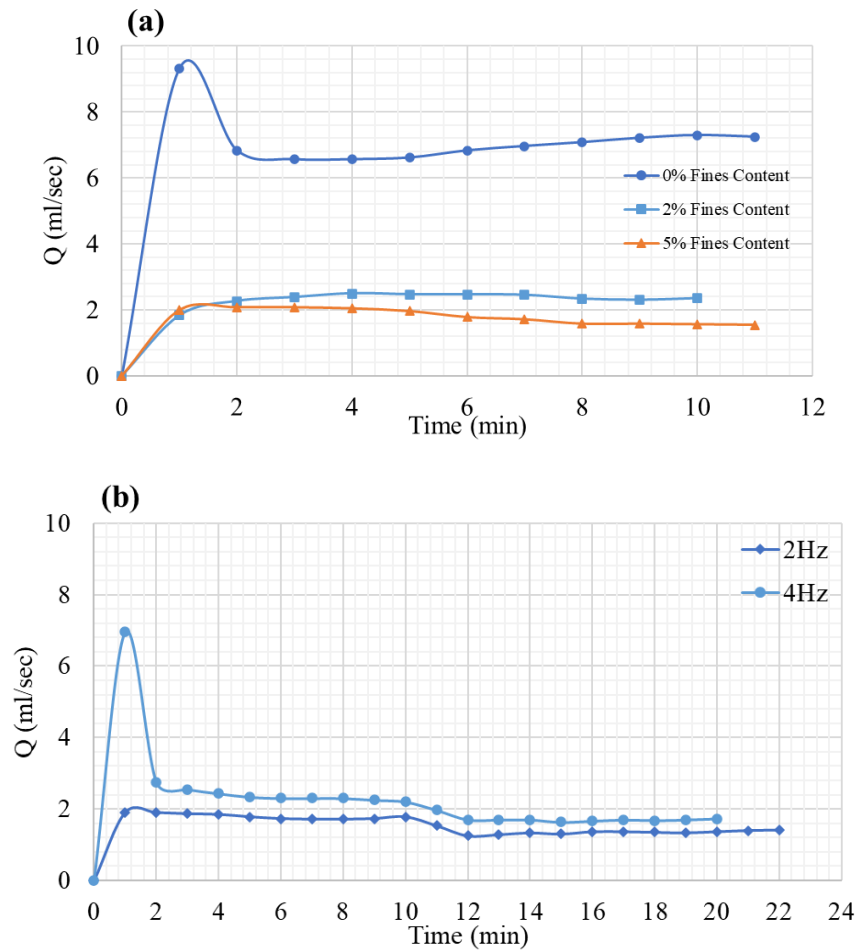 (a)
10
8
6
4
2
0
Q (ml/sec)
0% Fines Content
2% Fines Content
5% Fines Content
0 2 4 6 8 10 12
Time (min)
(b)
10
8
6
4
2
0
Q (ml/sec)
2Hz
4Hz
0 2 4 6 8 10 12 14 16 18 20 22 24
Time (min)